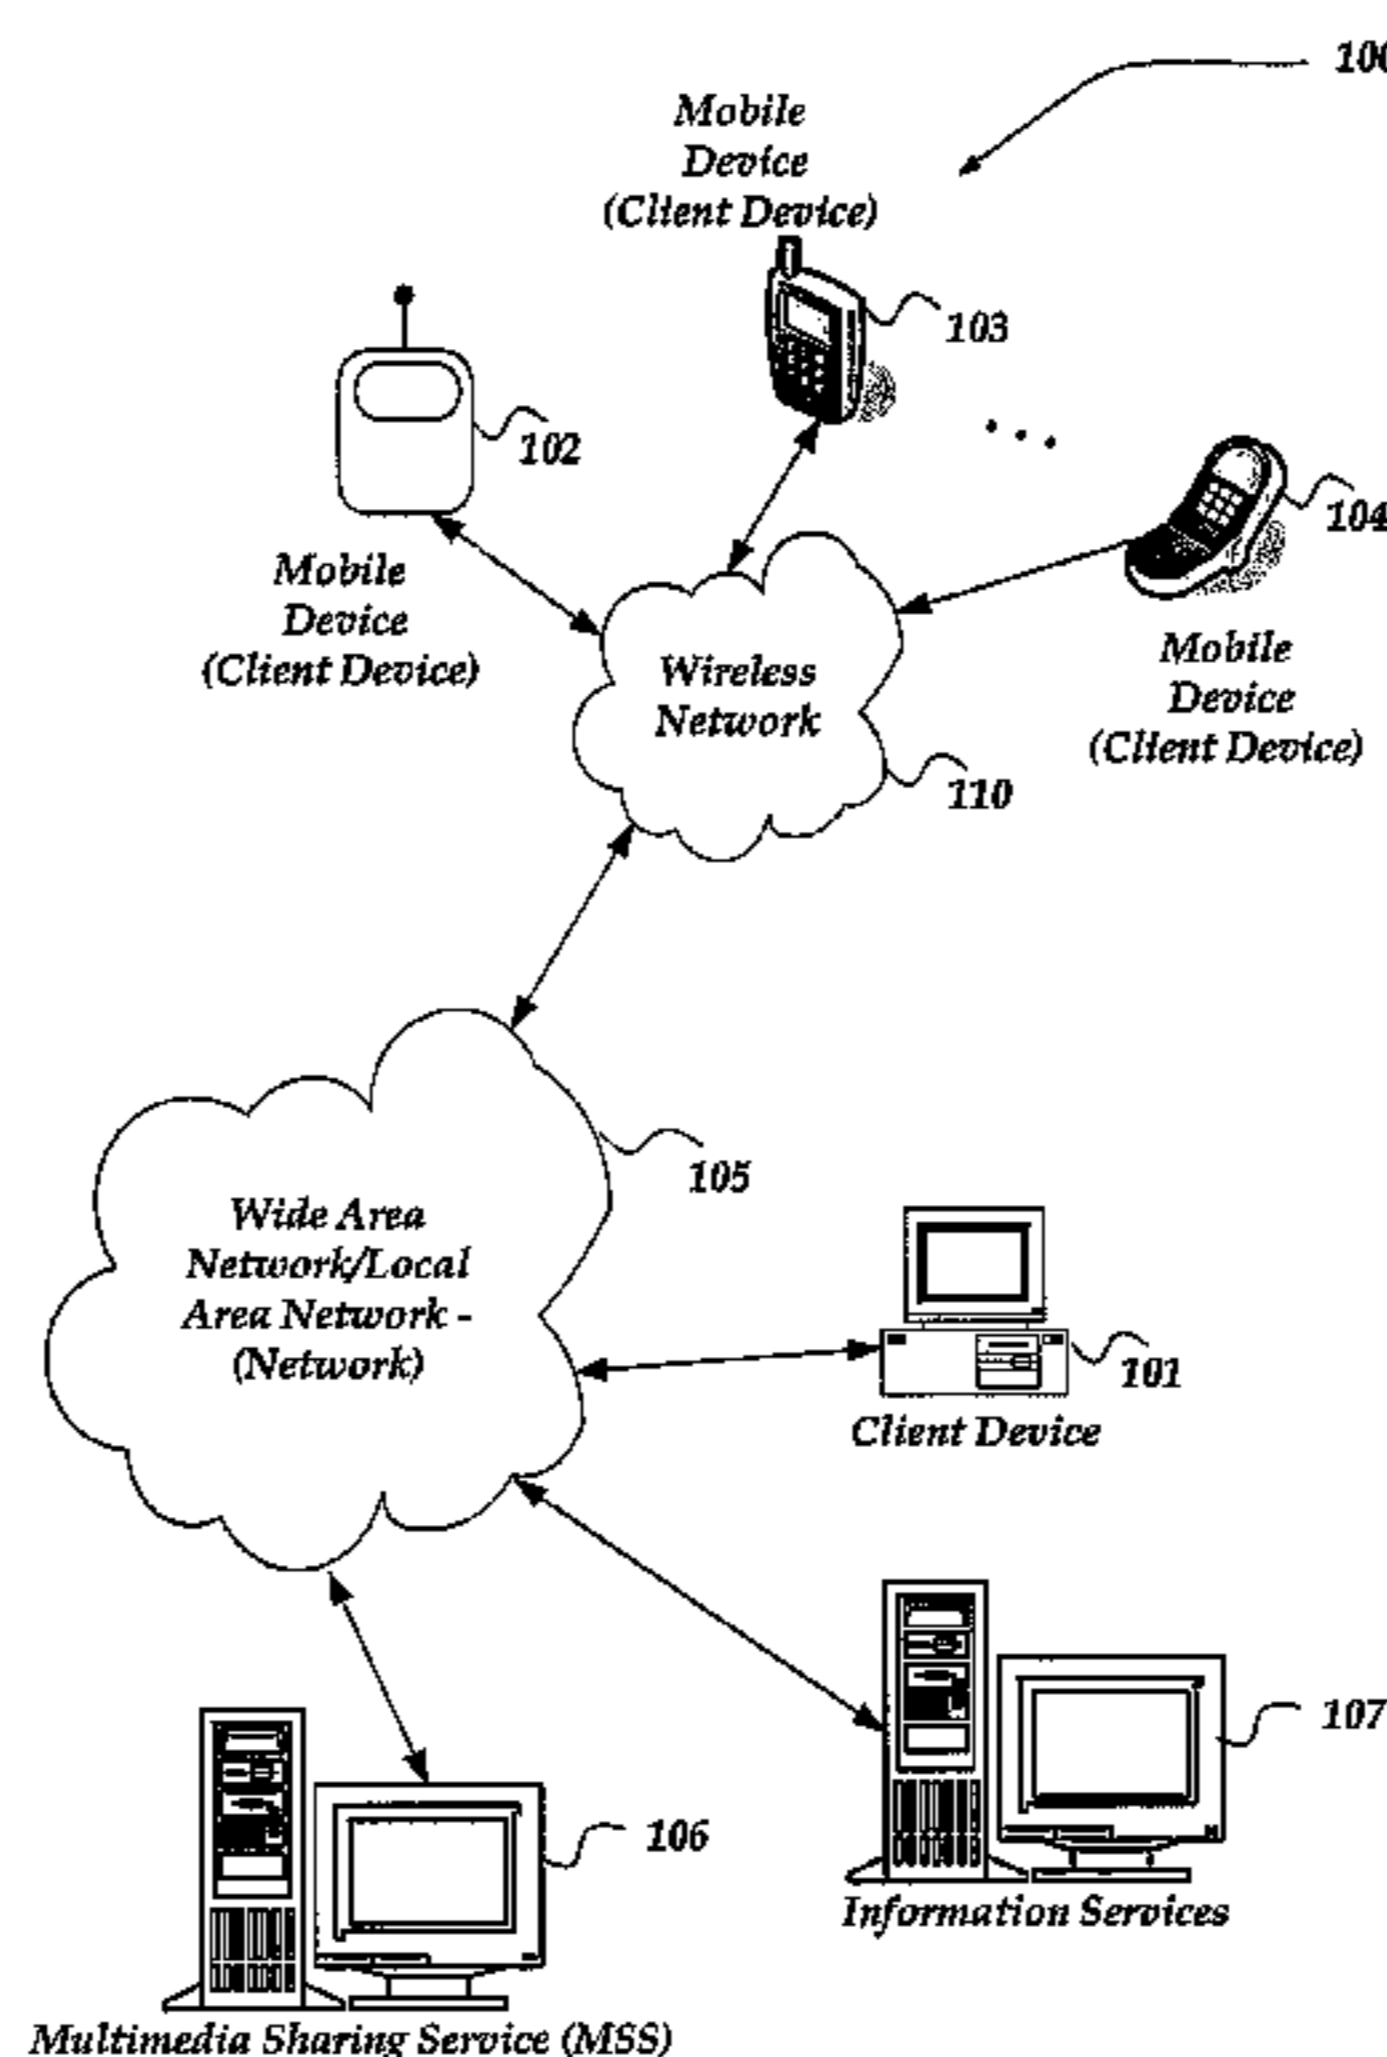 100
Mobile
Device
(Client Device)
103
102
104
Mobile
Device
(Client Device)
Wireless
Network
Mobile
Device
(Client Device)
110
105
Wide Area
Network/Local
Area Network -
(Network)
101
Client Device
107
106
Information Services
Multimedia Sharing Service (MSS)